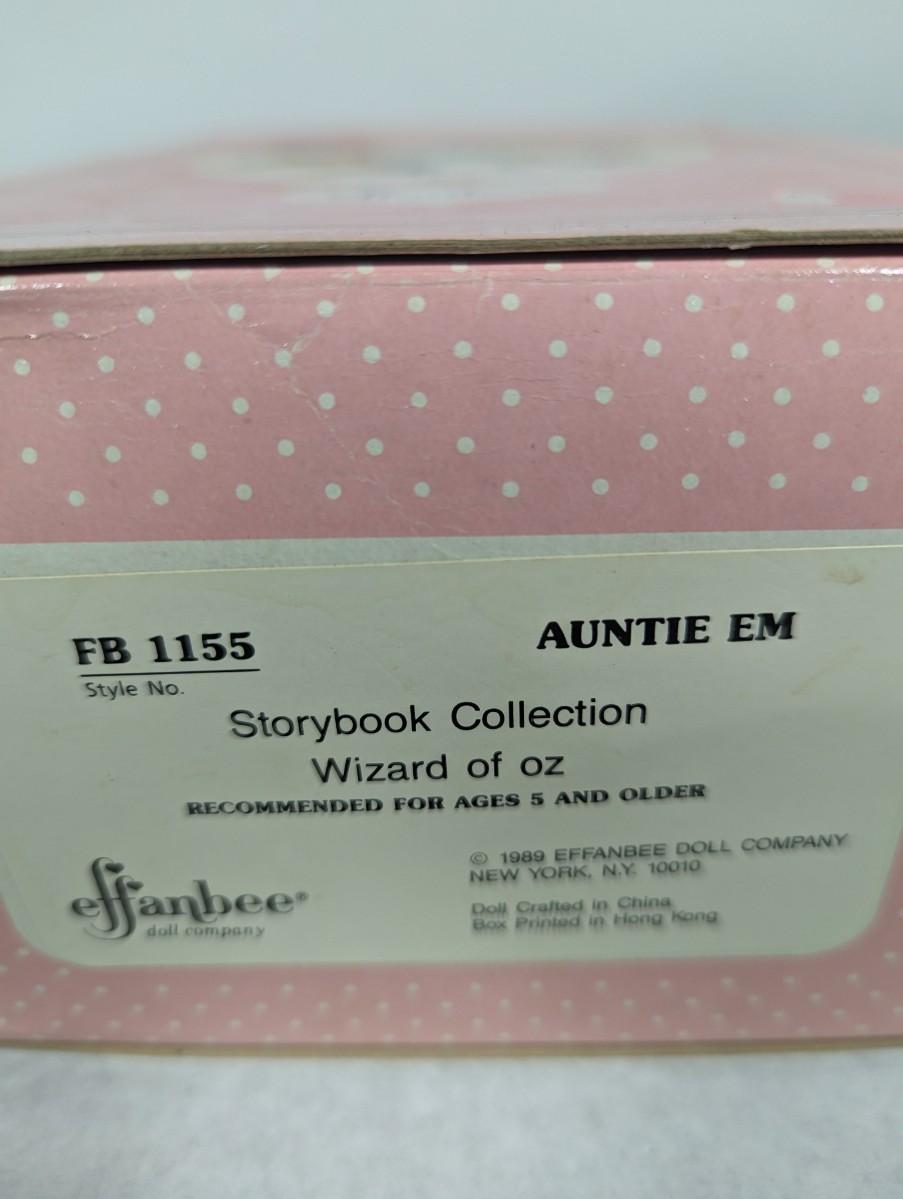 FB 1155
Style No.
AUNTIE EM
Storybook Collection
Wizard of oz
RECOMMENDED FOR AGES 5 AND OLDER
effanbee®
doll company
© 1989 EFFANBEE DOLL COMPANY
NEW YORK, N.Y. 10010
Doll Crafted in China
Box Printed in Hong Kong